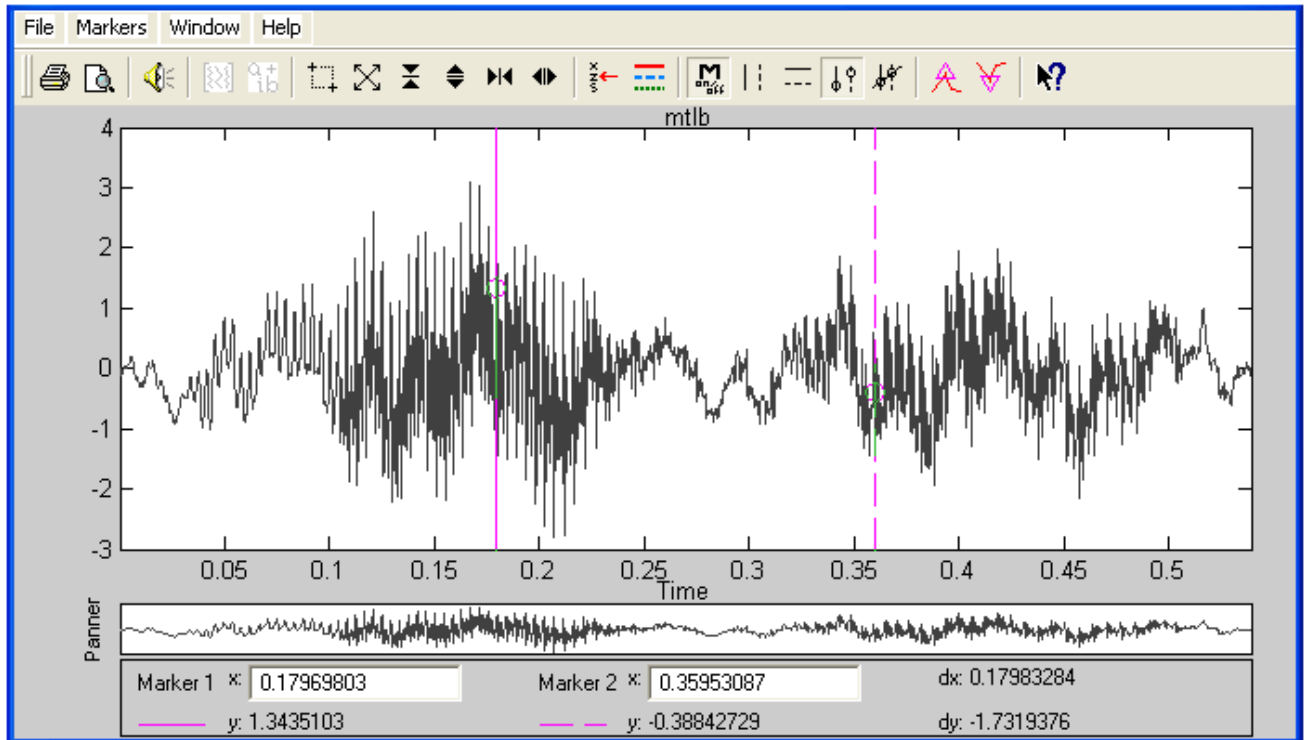 File Markers Window Help
mtlb
4
3
2
1
0
-1
-2
-3
0.05 0.1 0.15 0.2 0.25 0.3 0.35 0.4 0.45 0.5
Time
Panner
Marker 1 x: 0.17969803 Marker 2 x: 0.35953087 dx: 0.17983284
y: 1.3435103 y: -0.38842729 dy: -1.7319376